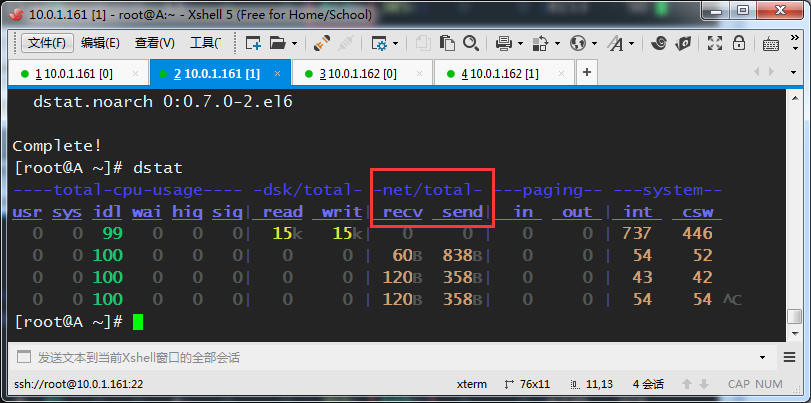 10.0.1.161 [1] - root@A:~ - Xshell 5 (Free for Home/School)
文件(F) 编辑(E) 查看(V) 工具(
1 10.0.1.161 [0] × 2 10.0.1.161 [1] × 3 10.0.1.162 [0] × 4 10.0.1.162 [1] × +
dstat.noarch 0:0.7.0-2.el6
Complete!
[root@A ~]# dstat
----total-cpu-usage---- -dsk/total- -net/total- ---paging-- ---system--
usr sys idl wai hiq siq| read  writ| recv  send|  in   out | int   csw
  0   0  99   0   0   0|  15k   15k|   0     0 |   0     0 | 737   446
  0   0 100   0   0   0|   0     0 |  60B  838B|   0     0 |  54    52
  0   0 100   0   0   0|   0     0 | 120B  358B|   0     0 |  43    42
  0   0 100   0   0   0|   0     0 | 120B  358B|   0     0 |  54    54 ^C
[root@A ~]#
发送文本到当前Xshell窗口的全部会话
ssh://root@10.0.1.161:22 xterm 76x11 11,13 4 会话 CAP NUM